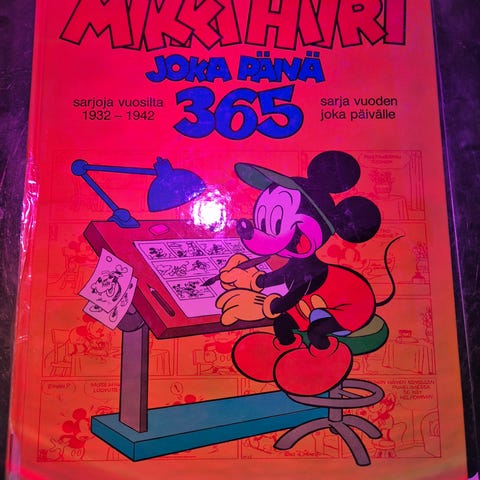 MIKKI HIIRI
JOKA PÄIVÄ
365
sarjoja vuosilta
1932 – 1942
sarja vuoden
joka päivälle